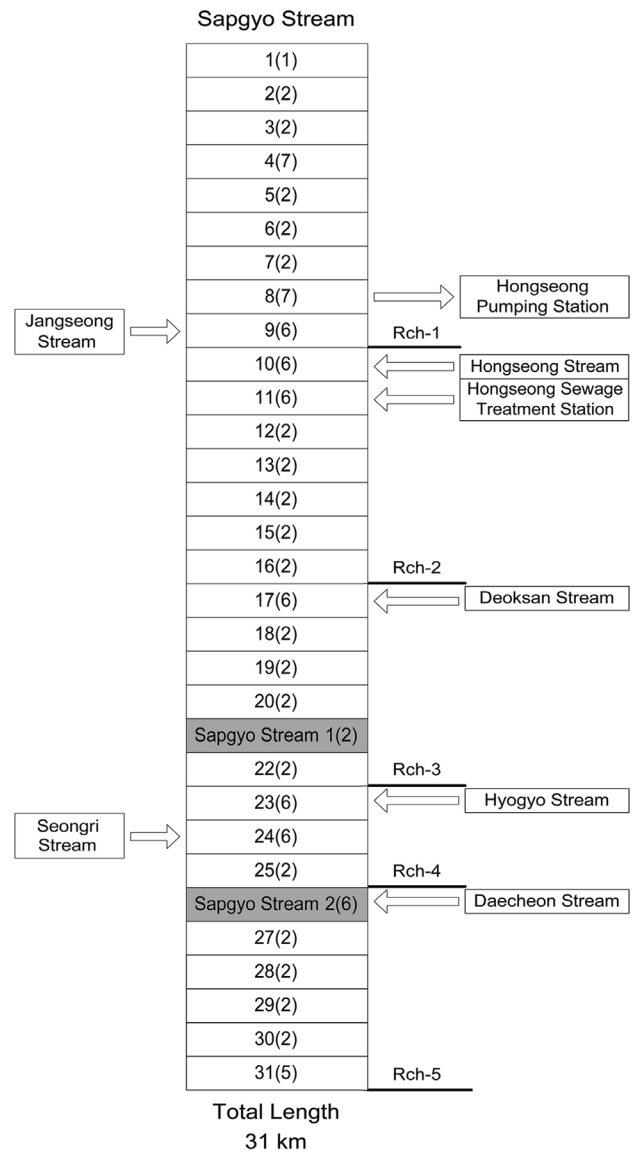 Sapgyo Stream
1(1)
2(2)
3(2)
4(7)
5(2)
6(2)
7(2)
8(7)
Hongseong
Pumping Station
Jangseong
Stream
9(6)
Rch-1
10(6)
Hongseong Stream
11(6)
Hongseong Sewage
Treatment Station
12(2)
13(2)
14(2)
15(2)
16(2)
Rch-2
17(6)
Deoksan Stream
18(2)
19(2)
20(2)
Sapgyo Stream 1(2)
22(2)
Rch-3
23(6)
Hyogyo Stream
Seongri
Stream
24(6)
25(2)
Rch-4
Sapgyo Stream 2(6)
Daecheon Stream
27(2)
28(2)
29(2)
30(2)
31(5)
Rch-5
Total Length
31 km